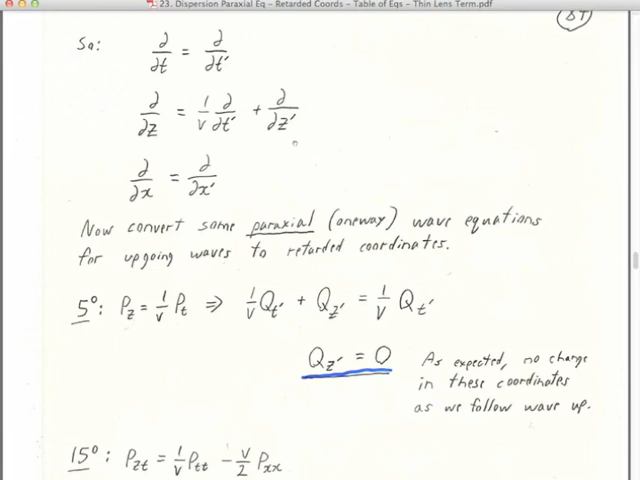 23. Dispersion Paraxial Eq – Retarded Coords – Table of Eqs – Thin Lens Term.pdf
ST
So: ∂/∂t = ∂/∂t′
∂/∂z = 1/v ∂/∂t′ + ∂/∂z′
∂/∂x = ∂/∂x′
Now convert some paraxial (oneway) wave equations
for upgoing waves to retarded coordinates.
5°: P_z = 1/v P_t ⇒ 1/v Q_t′ + Q_z′ = 1/v Q_t′
Q_z′ = 0 As expected, no change
in these coordinates
as we follow wave up.
15°: P_zt = 1/v P_tt − v/2 P_xx